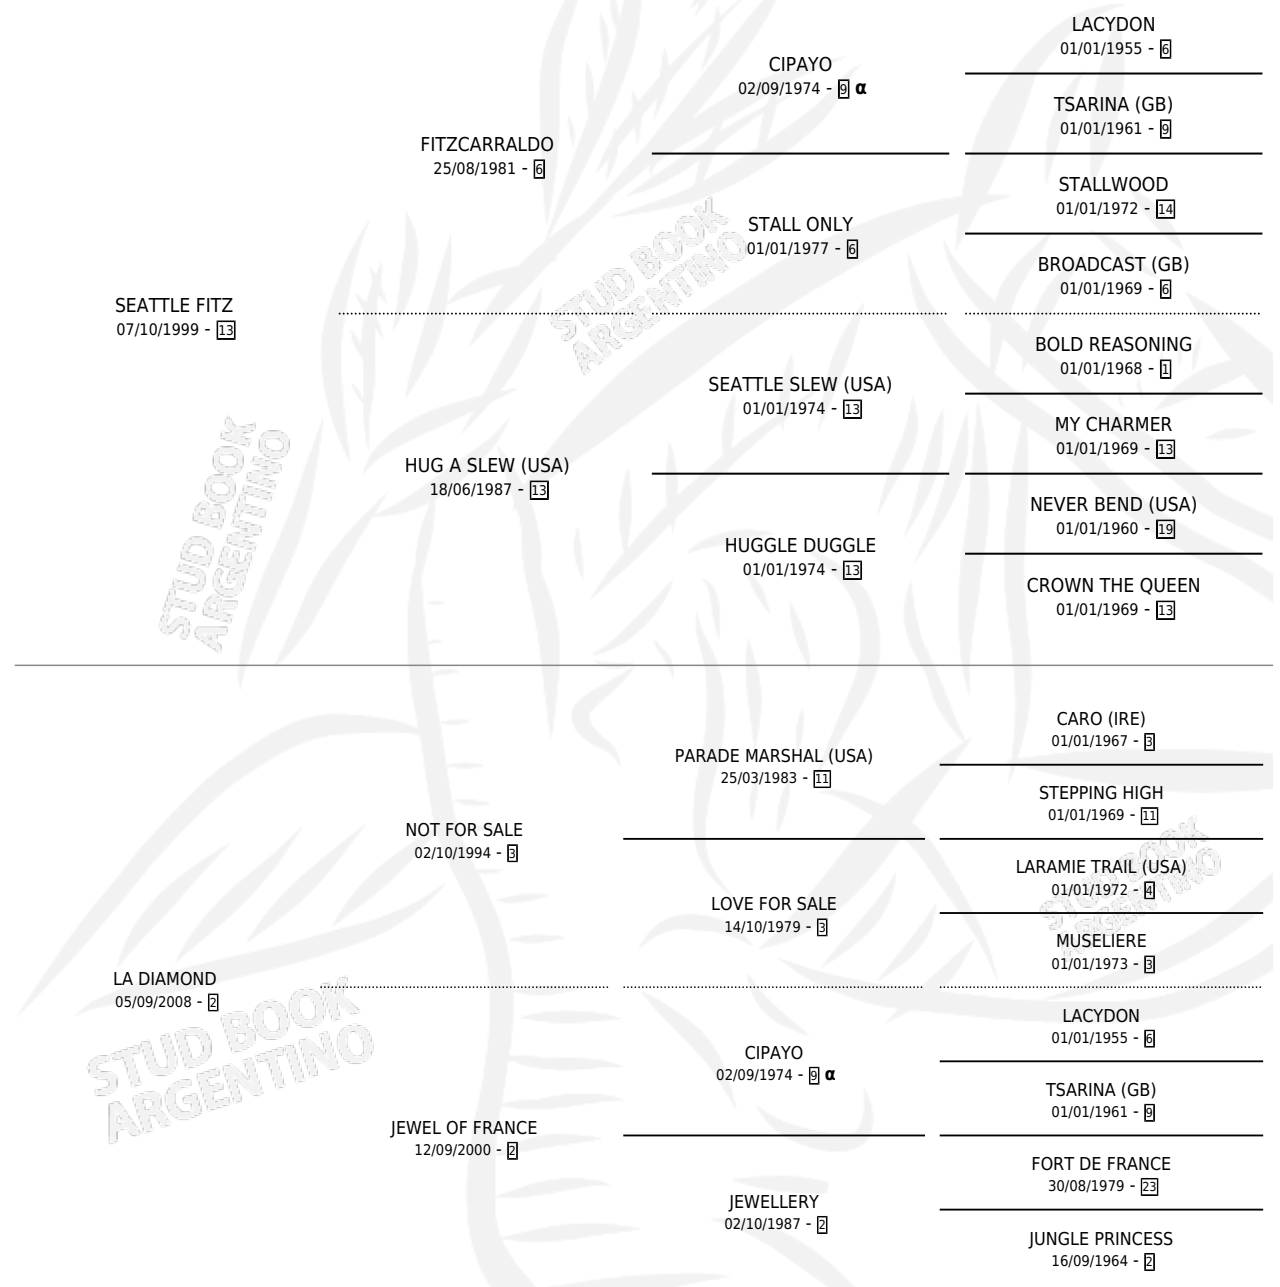 LACYDON
01/01/1955 - 6
CIPAYO
02/09/1974 - 9 α
TSARINA (GB)
01/01/1961 - 9
FITZCARRALDO
25/08/1981 - 6
STALLWOOD
01/01/1972 - 14
STALL ONLY
01/01/1977 - 6
BROADCAST (GB)
01/01/1969 - 6
SEATTLE FITZ
07/10/1999 - 13
BOLD REASONING
01/01/1968 - 1
SEATTLE SLEW (USA)
01/01/1974 - 13
MY CHARMER
01/01/1969 - 13
HUG A SLEW (USA)
18/06/1987 - 13
NEVER BEND (USA)
01/01/1960 - 19
HUGGLE DUGGLE
01/01/1974 - 13
CROWN THE QUEEN
01/01/1969 - 13
CARO (IRE)
01/01/1967 - 3
PARADE MARSHAL (USA)
25/03/1983 - 11
STEPPING HIGH
01/01/1969 - 11
NOT FOR SALE
02/10/1994 - 3
LARAMIE TRAIL (USA)
01/01/1972 - 4
LOVE FOR SALE
14/10/1979 - 3
MUSELIERE
01/01/1973 - 3
LA DIAMOND
05/09/2008 - 2
LACYDON
01/01/1955 - 6
CIPAYO
02/09/1974 - 9 α
TSARINA (GB)
01/01/1961 - 9
JEWEL OF FRANCE
12/09/2000 - 2
FORT DE FRANCE
30/08/1979 - 23
JEWELLERY
02/10/1987 - 2
JUNGLE PRINCESS
16/09/1964 - 2
STUD BOOK
ARGENTINO
STUD BOOK
ARGENTINO
STUD BOOK
ARGENTINO
STUD BOOK
ARGENTINO